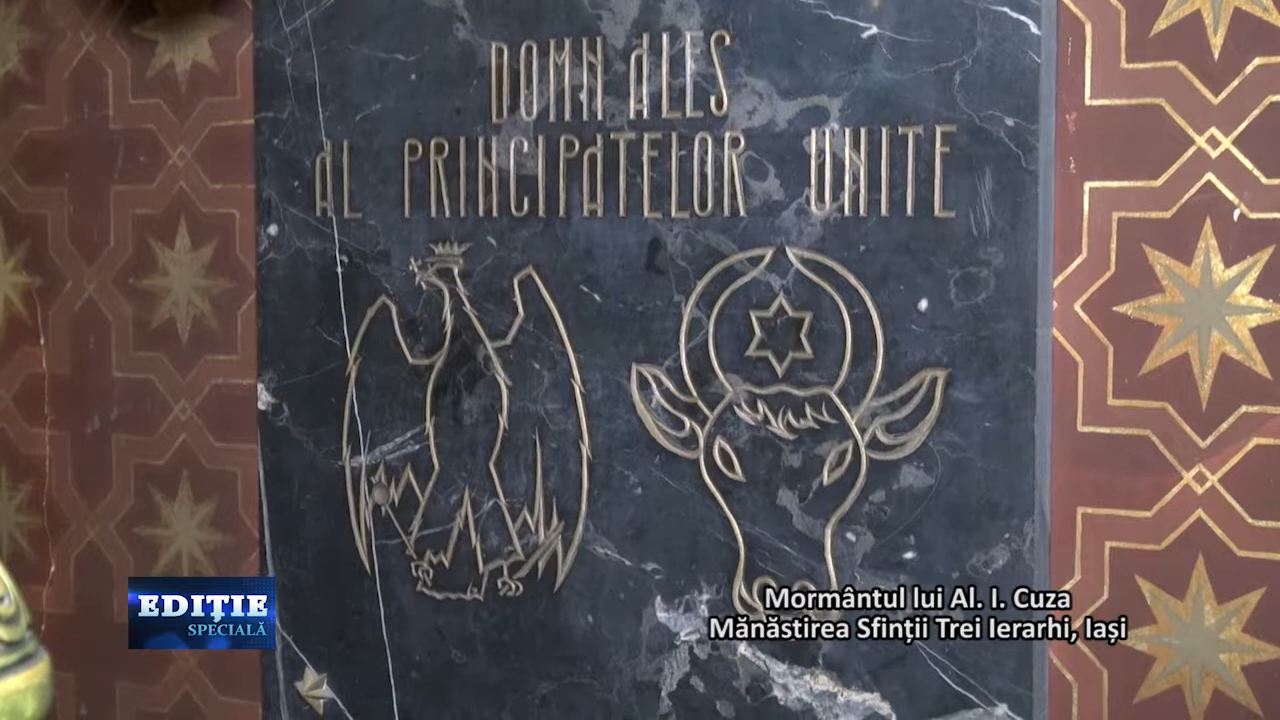 DOMN ALES
AL PRINCIPATELOR UNITE
EDIȚIE
SPECIALĂ
Mormântul lui Al. I. Cuza
Mănăstirea Sfinții Trei Ierarhi, Iași